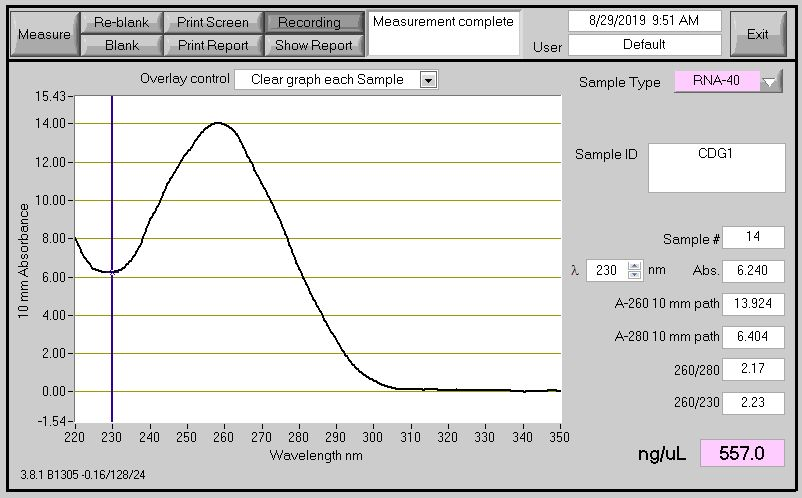 Measure
Re-blank
Print Screen
Recording
Blank
Print Report
Show Report
Measurement complete
8/29/2019 9:51 AM
User
Default
Exit
Overlay control
Clear graph each Sample
Sample Type
RNA-40
Sample ID
CDG1
Sample #
14
λ
230
nm
Abs.
6.240
A-260 10 mm path
13.924
A-280 10 mm path
6.404
260/280
2.17
260/230
2.23
ng/uL
557.0
10 mm Absorbance
15.43
14.00
12.00
10.00
8.00
6.00
4.00
2.00
0.00
-1.54
220 230 240 250 260 270 280 290 300 310 320 330 340 350
Wavelength nm
3.8.1 B1305 -0.16/128/24